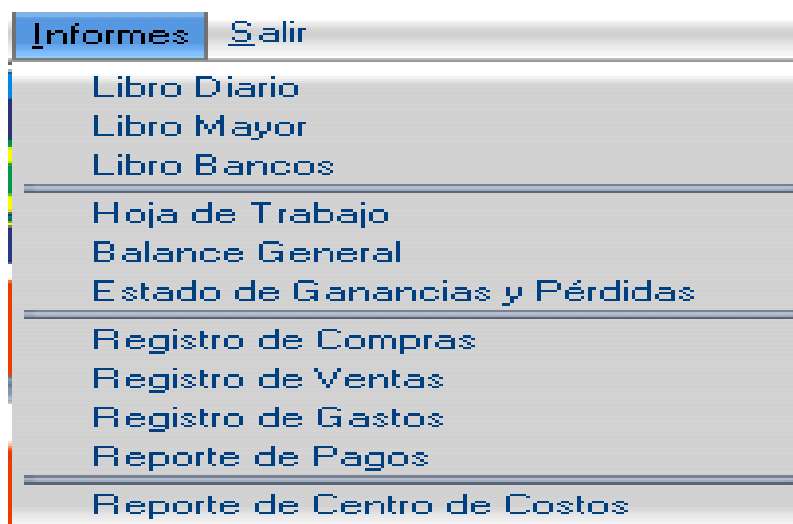 Informes Salir
Libro Diario
Libro Mayor
Libro Bancos
Hoja de Trabajo
Balance General
Estado de Ganancias y Pérdidas
Registro de Compras
Registro de Ventas
Registro de Gastos
Reporte de Pagos
Reporte de Centro de Costos